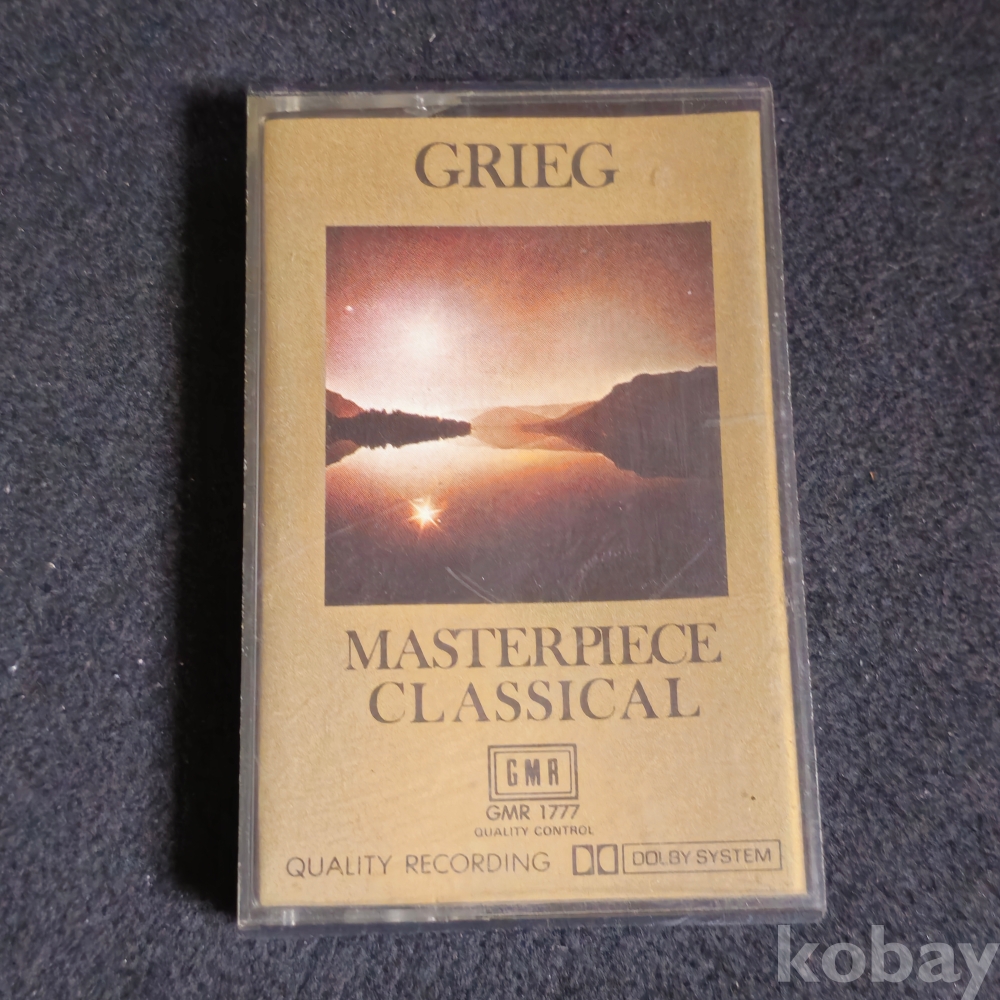 GRIEG
MASTERPIECE
CLASSICAL
GMR
GMR 1777
QUALITY CONTROL
QUALITY RECORDING DOLBY SYSTEM
kobay